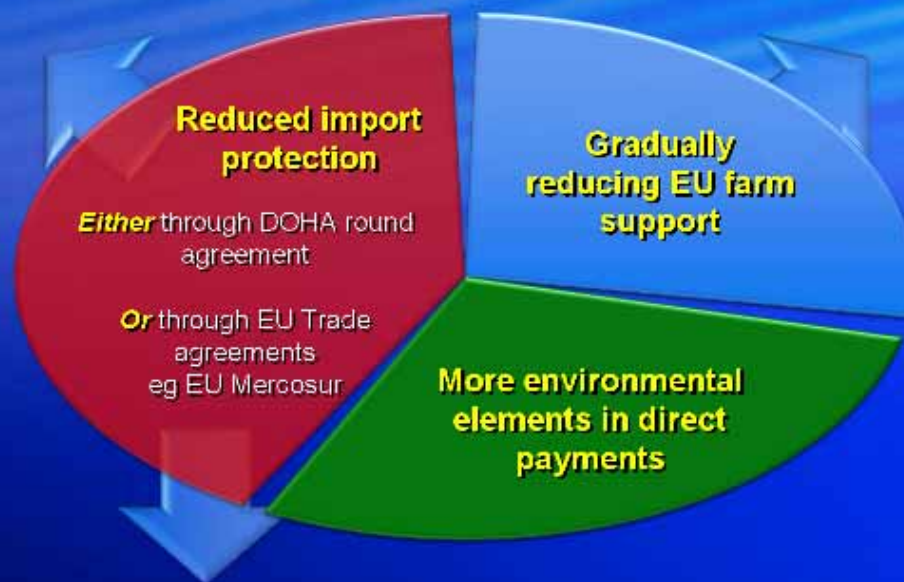 Reduced import
protection
Either through DOHA round
agreement
Or through EU Trade
agreements
eg EU Mercosur
Gradually
reducing EU farm
support
More environmental
elements in direct
payments